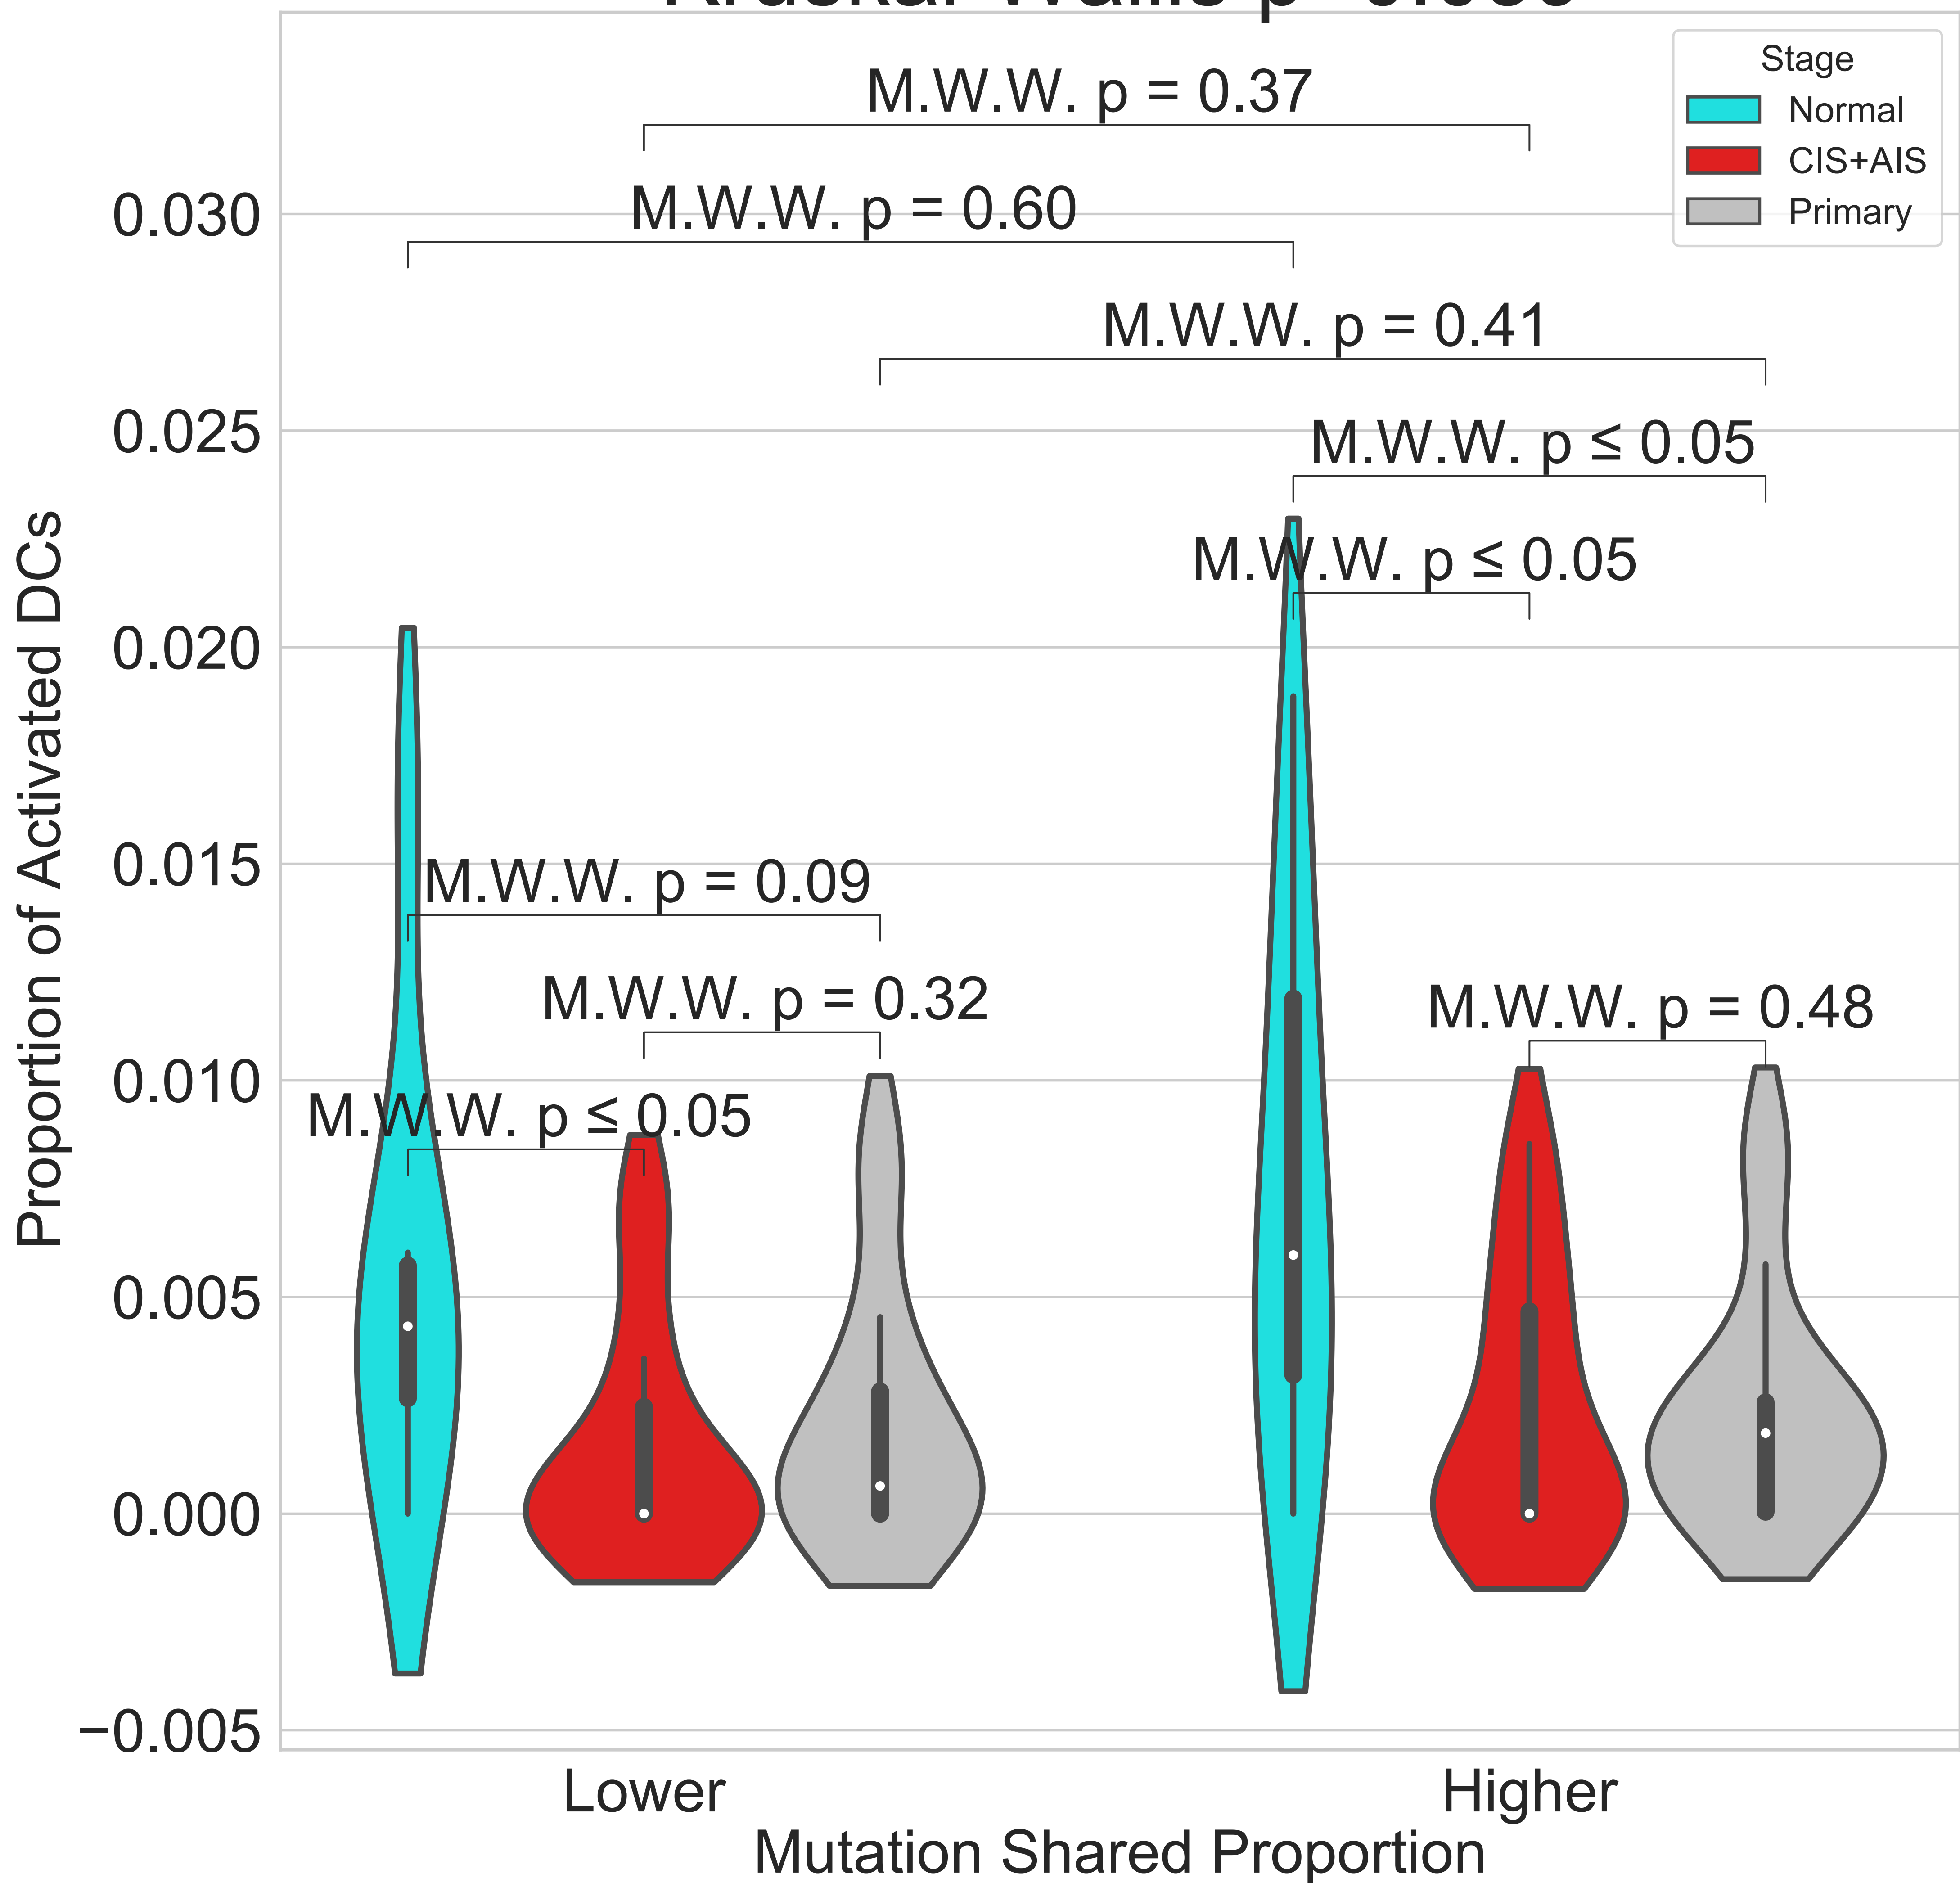 Stage
Normal
CIS+AIS
Primary
M.W.W. p = 0.37
M.W.W. p = 0.60
M.W.W. p = 0.41
M.W.W. p ≤ 0.05
M.W.W. p ≤ 0.05
M.W.W. p = 0.09
M.W.W. p = 0.32
M.W.W. p = 0.48
M.W.W. p ≤ 0.05
0.030
0.025
0.020
0.015
0.010
0.005
0.000
−0.005
Proportion of Activated DCs
Lower
Higher
Mutation Shared Proportion